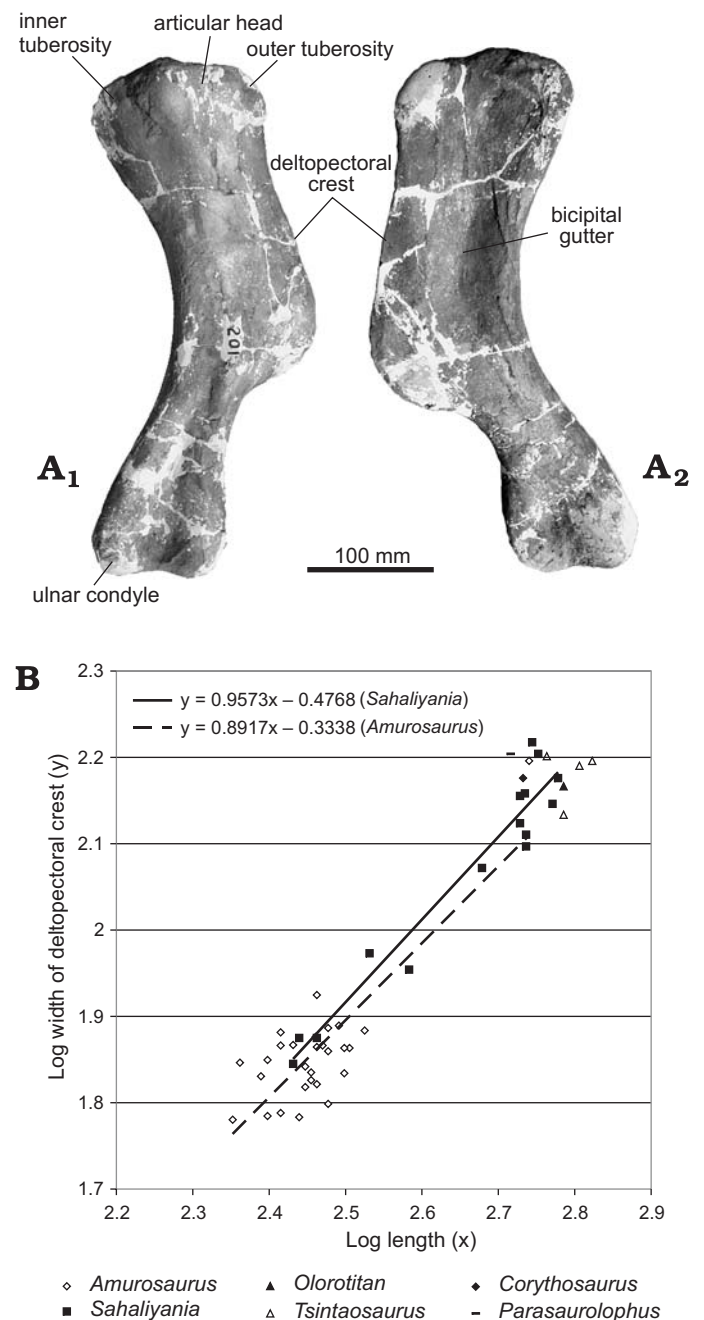 inner
tuberosity
articular head
outer tuberosity
deltopectoral
crest
bicipital
gutter
201
A1
A2
100 mm
ulnar condyle
B
y = 0.9573x – 0.4768 (Sahaliyania)
y = 0.8917x – 0.3338 (Amurosaurus)
Log width of deltopectoral crest (y)
2.3
2.2
2.1
2
1.9
1.8
1.7
2.2 2.3 2.4 2.5 2.6 2.7 2.8 2.9
Log length (x)
Amurosaurus Olorotitan Corythosaurus
Sahaliyania Tsintaosaurus Parasaurolophus